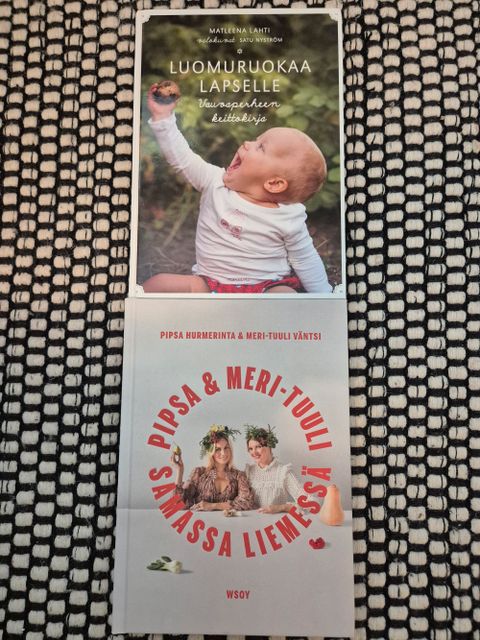 MATLEENA LAHTI
valokuvat SATU NYSTRÖM
LUOMURUOKAA
LAPSELLE
Vauvaperheen
keittokirja
PIPSA HURMERINTA & MERI-TUULI VÄNTSI
PIPSA & MERI-TUULI
SAMASSA LIEMESSÄ
WSOY